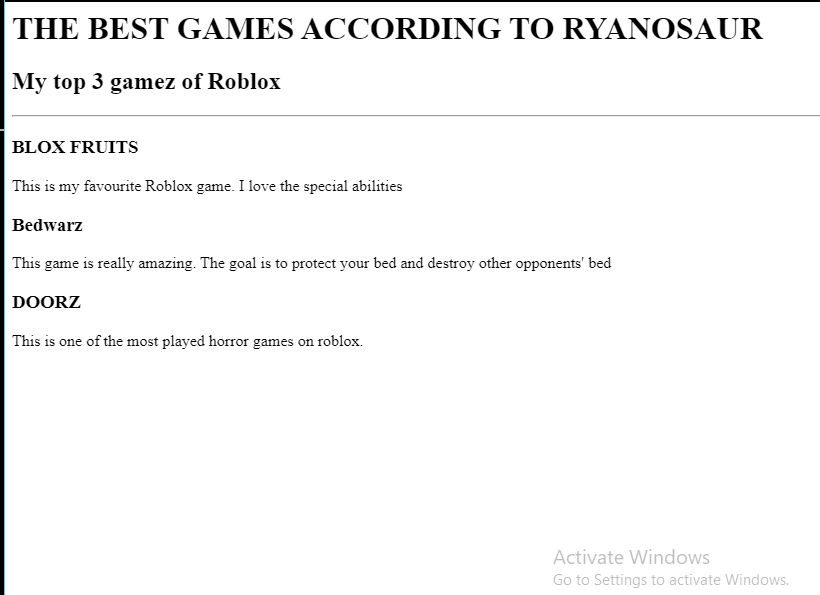 THE BEST GAMES ACCORDING TO RYANOSAUR
My top 3 gamez of Roblox
BLOX FRUITS
This is my favourite Roblox game. I love the special abilities
Bedwarz
This game is really amazing. The goal is to protect your bed and destroy other opponents' bed
DOORZ
This is one of the most played horror games on roblox.
Activate Windows
Go to Settings to activate Windows.